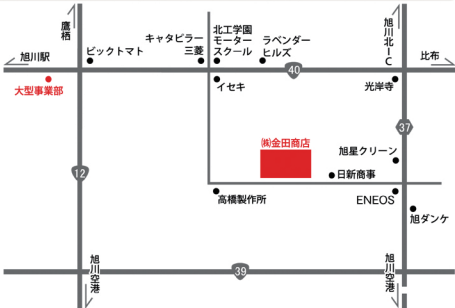 鷹栖
旭川駅
ビックトマト
キャタピラー
三菱
北工学園
モーター
スクール
ラベンダー
ヒルズ
旭川北IC
比布
大型事業部
イセキ
40
光岸寺
37
㈱金田商店
旭星クリーン
12
日新商事
高橋製作所
ENEOS
旭ダンケ
旭川空港
39
旭川空港